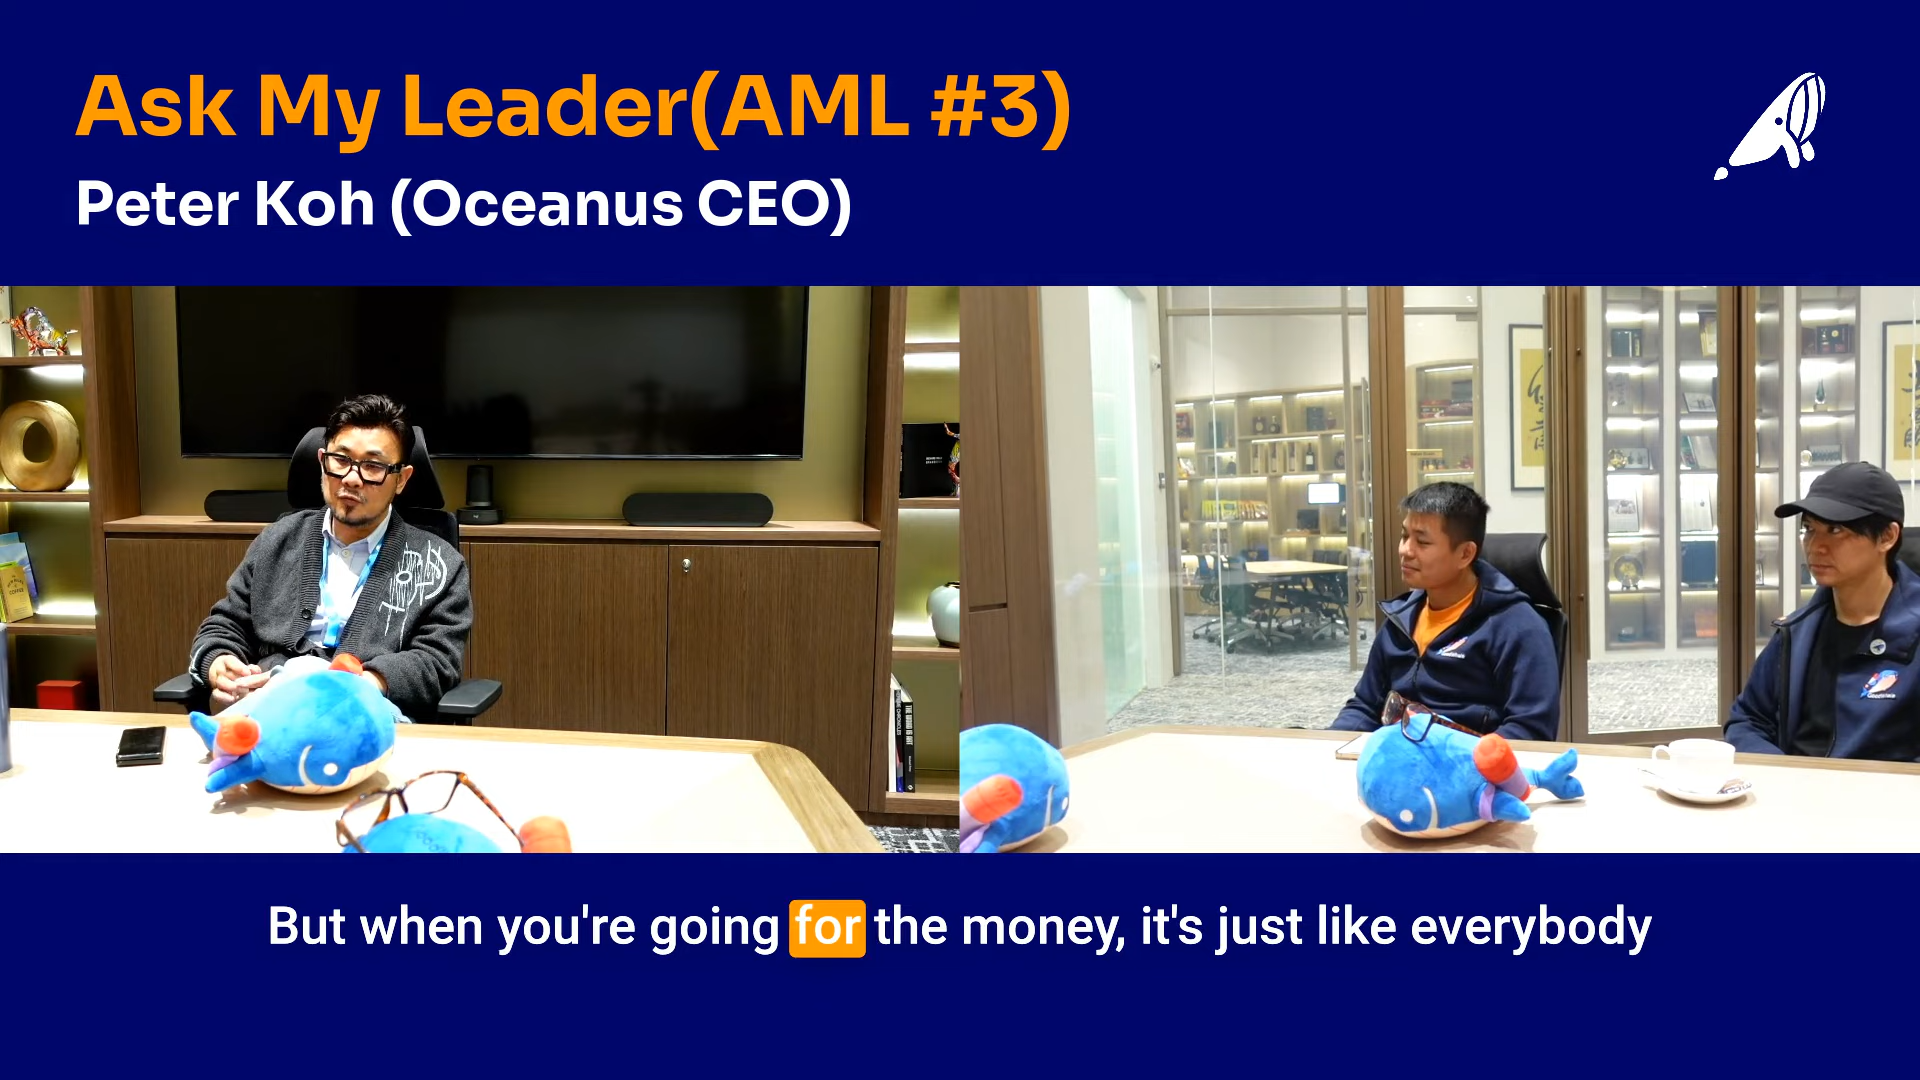 Ask My Leader(AML #3)
Peter Koh (Oceanus CEO)
But when you're going for the money, it's just like everybody